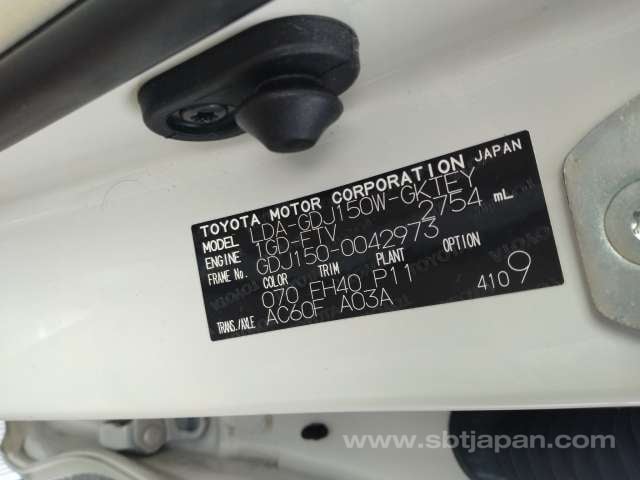 TOYOTA MOTOR CORPORATION JAPAN
MODEL LDA-GDJ150W-GKTEY
ENGINE 1GD-FTV 2754 mL
FRAME No. GDJ150-0042973
COLOR TRIM PLANT OPTION
070 FH40 P11 4109
TRANS./AXLE AC60F A03A
www.sbtjapan.com